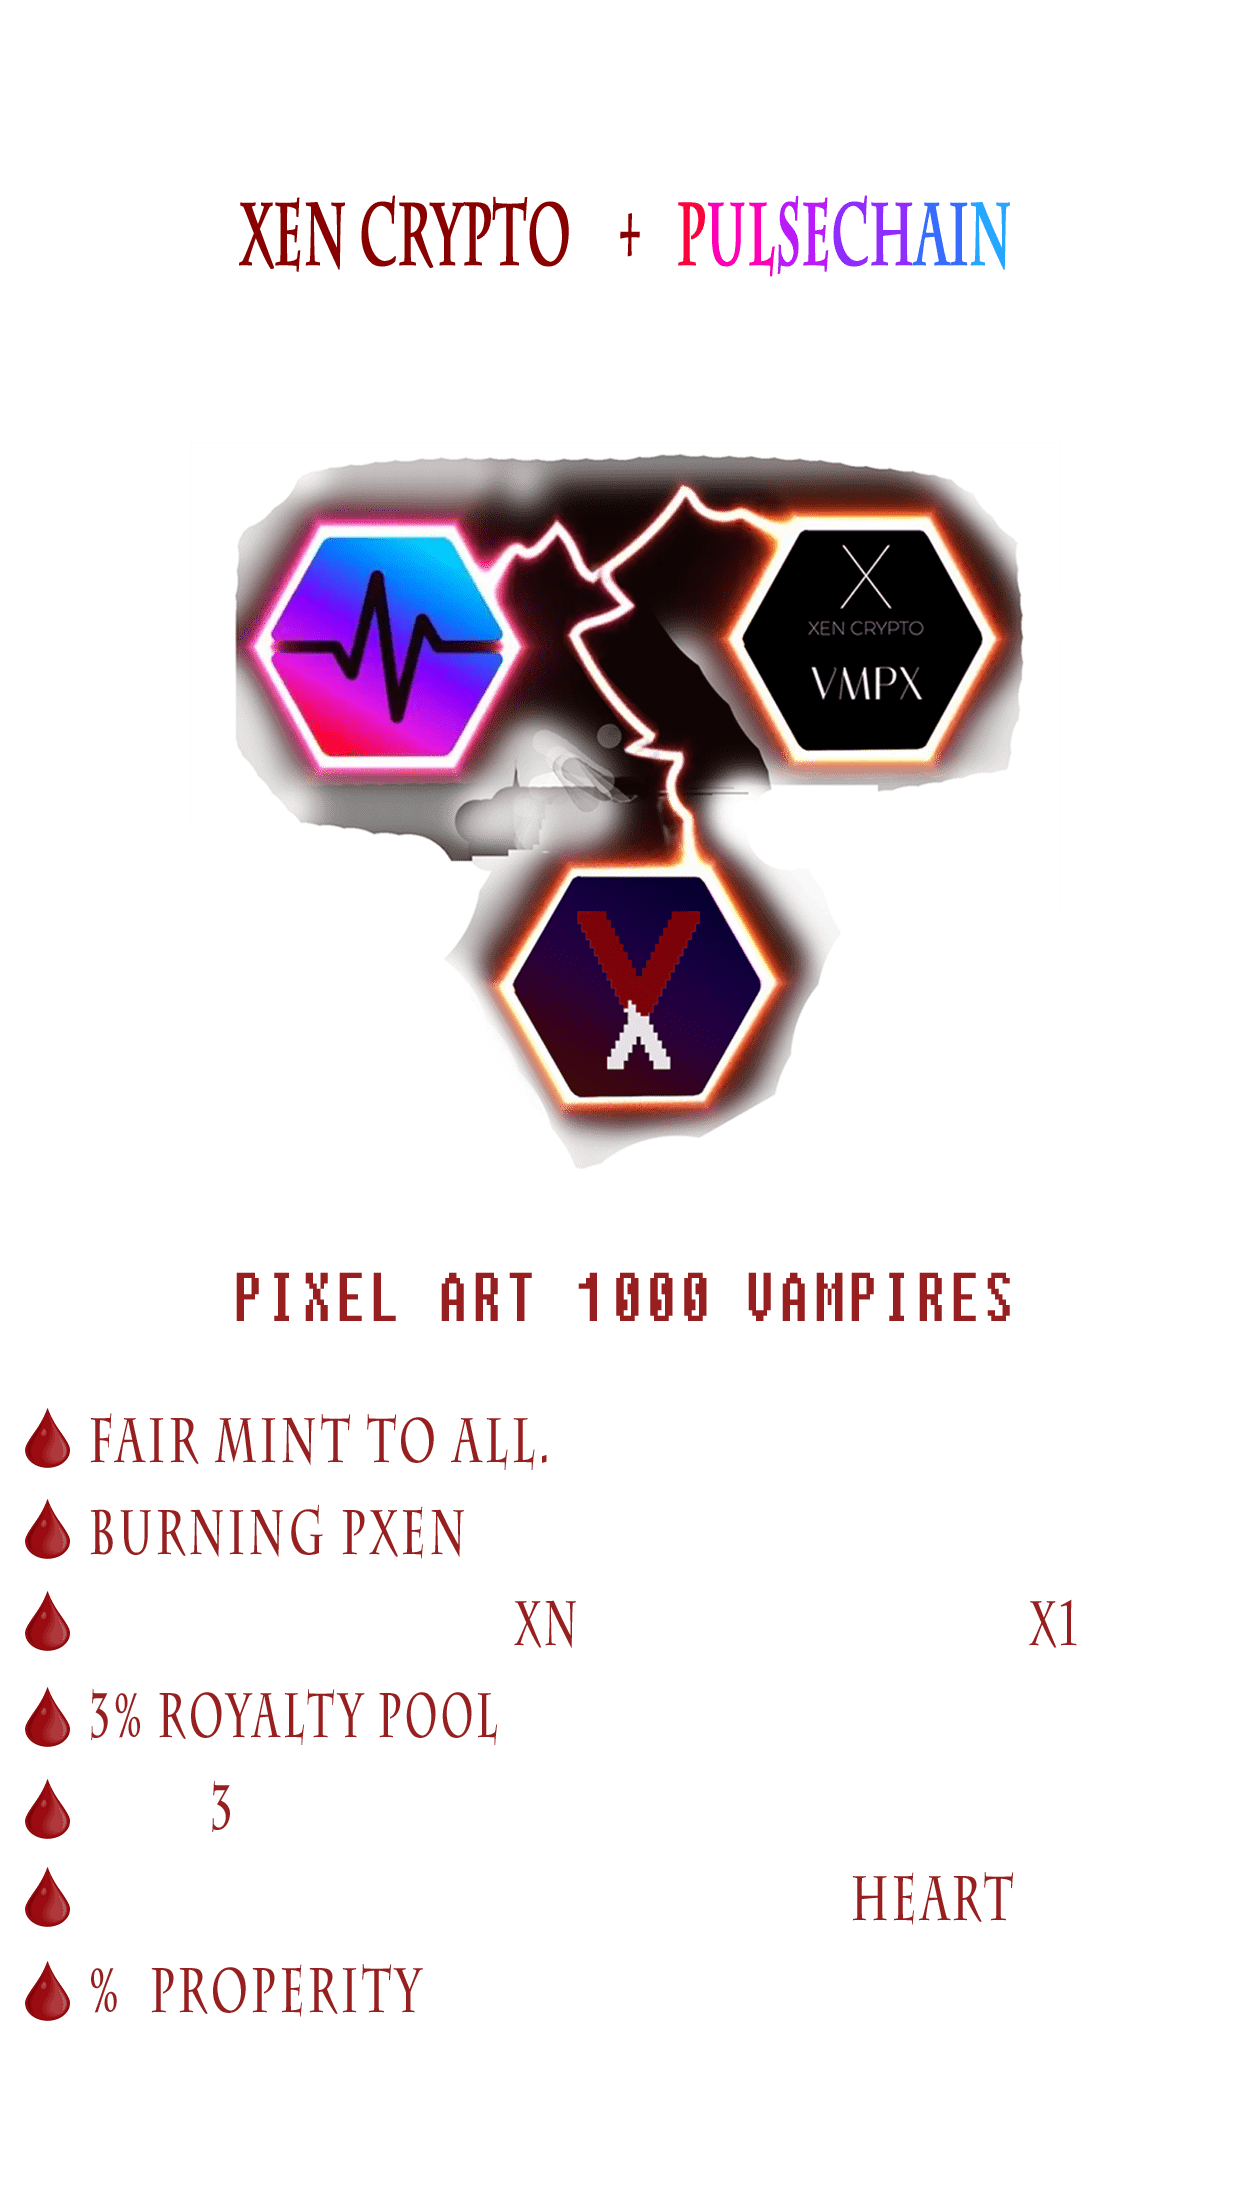 XEN CRYPTO + PULSECHAIN
X
XEN CRYPTO
VMPX
VX
PIXEL ART 1000 VAMPIRES
FAIR MINT TO ALL.
BURNING PXEN
XN X1
3% ROYALTY POOL
3
HEART
% PROPERITY